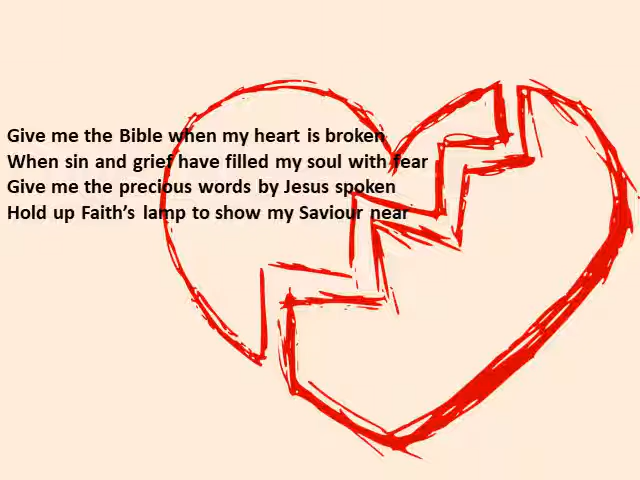 Give me the Bible when my heart is broken
When sin and grief have filled my soul with fear
Give me the precious words by Jesus spoken
Hold up Faith’s lamp to show my Saviour near